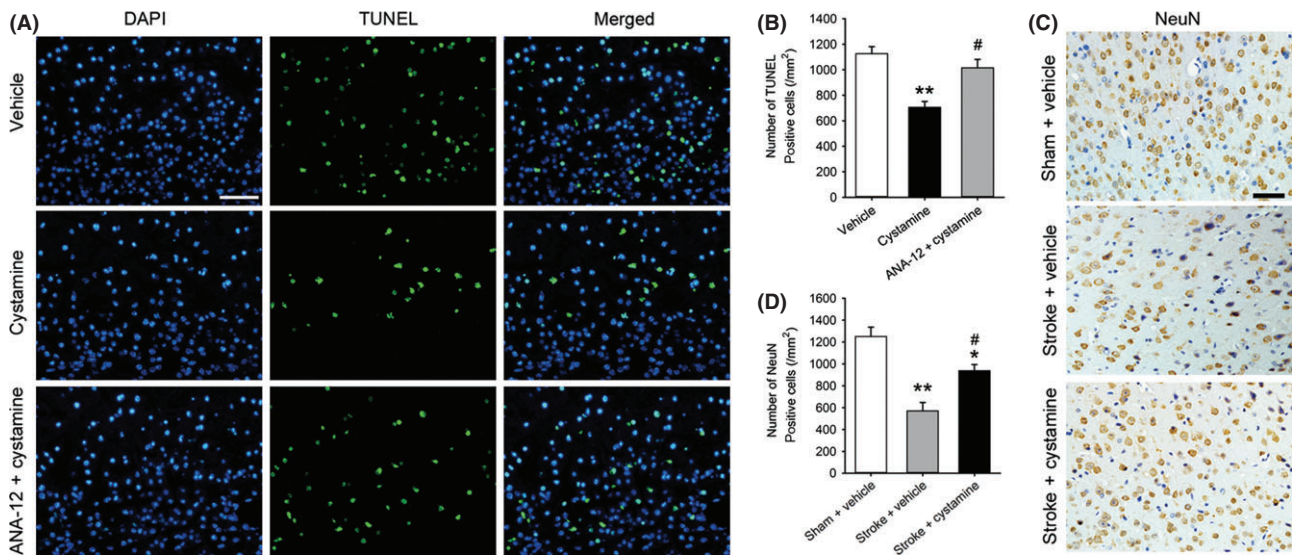 (A)
DAPI
TUNEL
Merged
Vehicle
Cystamine
ANA-12 + cystamine
(B)
Number of TUNEL
Positive cells (/mm²)
1400
1200
1000
800
600
400
200
0
**
#
Vehicle
Cystamine
ANA-12 + cystamine
(C)
NeuN
Sham + vehicle
Stroke + vehicle
Stroke + cystamine
(D)
Number of NeuN
Positive cells (/mm²)
1600
1400
1200
1000
800
600
400
200
0
**
#
*
Sham + vehicle
Stroke + vehicle
Stroke + cystamine